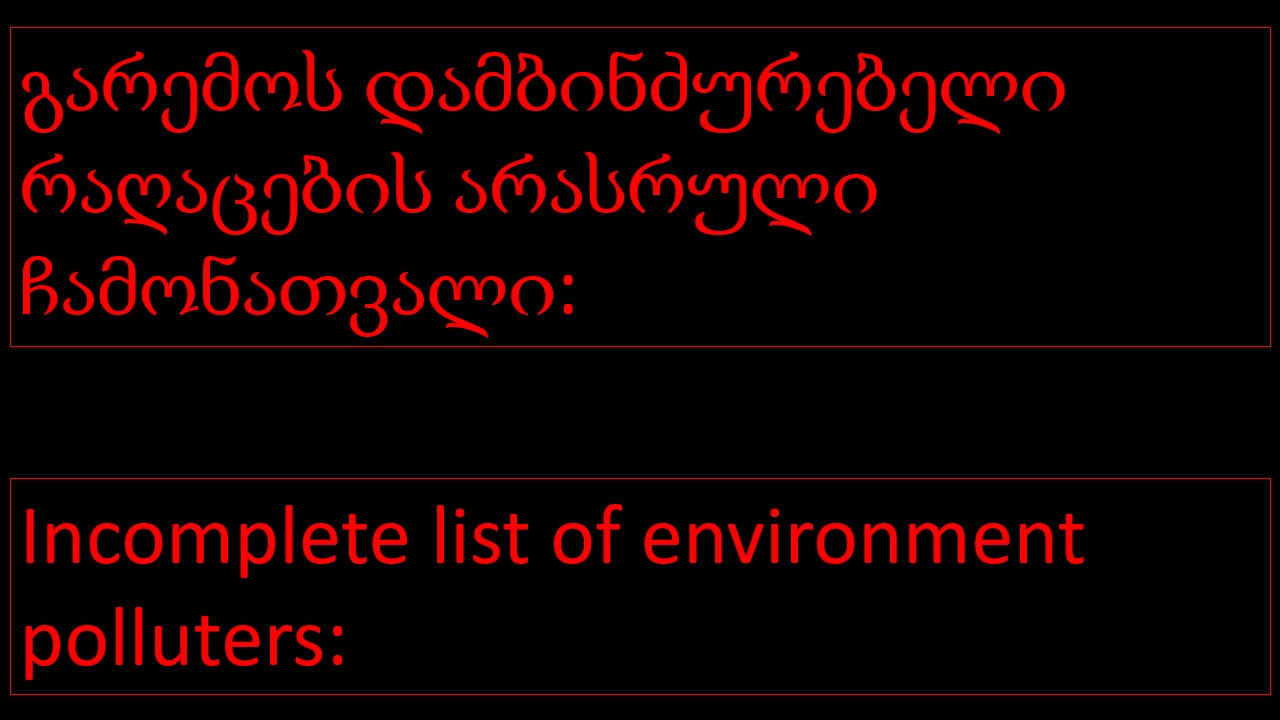 გარემოს დამბინძურებელი
რაღაცების არასრული
ჩამონათვალი:
Incomplete list of environment
polluters: